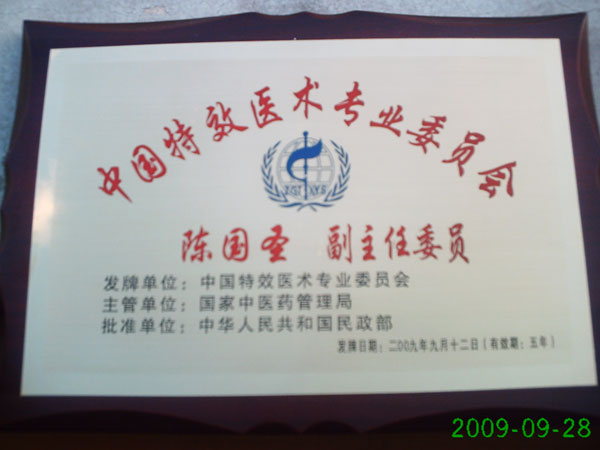 中国特效医术专业委员会
陈国圣 副主任委员
发牌单位：中国特效医术专业委员会
主管单位：国家中医药管理局
批准单位：中华人民共和国民政部
发牌日期：二00九年九月十二日（有效期：五年）
2009-09-28